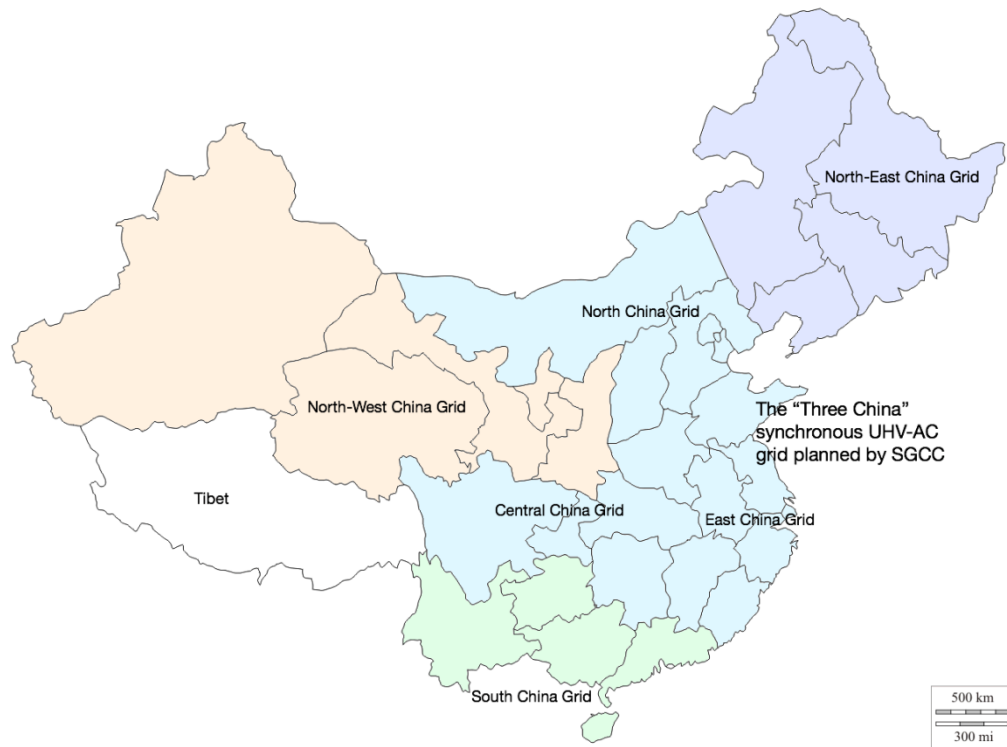 North-East China Grid
North China Grid
North-West China Grid
The “Three China”
synchronous UHV-AC
grid planned by SGCC
Tibet
Central China Grid
East China Grid
South China Grid
500 km
300 mi